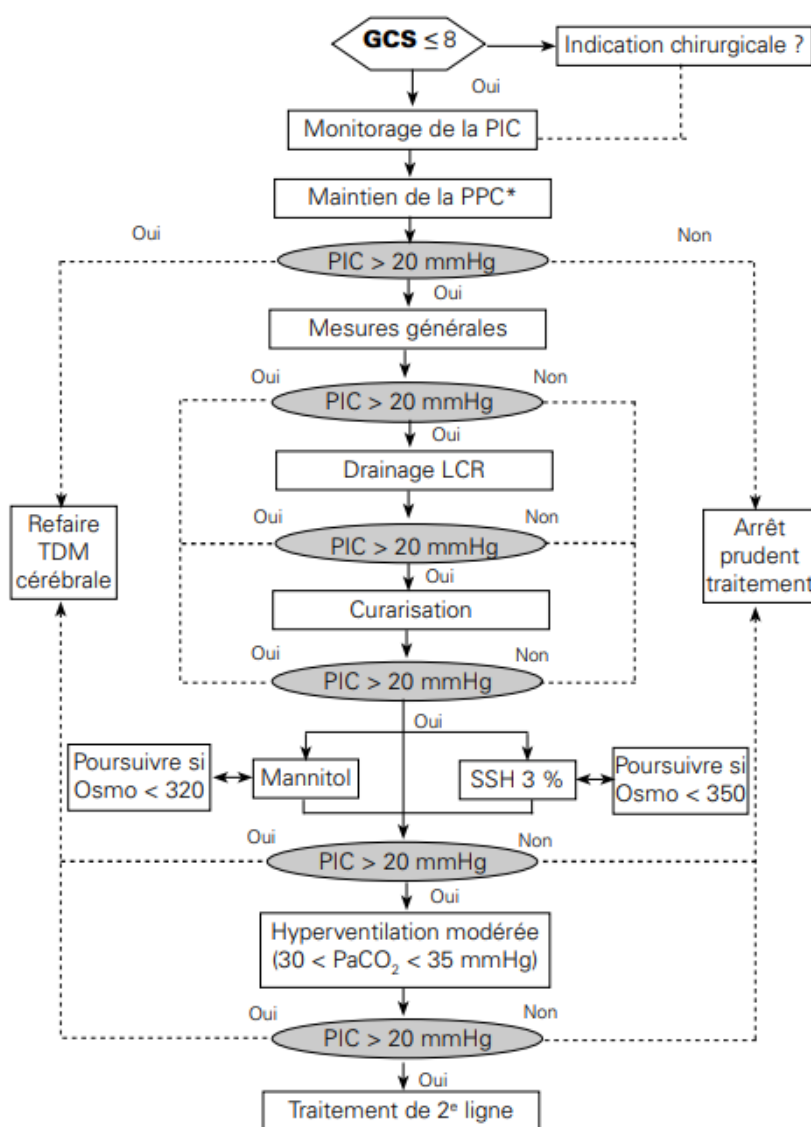 GCS ≤ 8
Indication chirurgicale ?
Oui
Monitorage de la PIC
Maintien de la PPC*
Oui
Non
PIC > 20 mmHg
Oui
Mesures générales
Oui
Non
PIC > 20 mmHg
Oui
Drainage LCR
Oui
Non
PIC > 20 mmHg
Oui
Refaire
TDM
cérébrale
Arrêt
prudent
traitement
Curarisation
Oui
Non
PIC > 20 mmHg
Oui
Poursuivre si
Osmo < 320
Mannitol
SSH 3 %
Poursuivre si
Osmo < 350
Oui
Non
PIC > 20 mmHg
Oui
Hyperventilation modérée
(30 < PaCO₂ < 35 mmHg)
Oui
Non
PIC > 20 mmHg
Oui
Traitement de 2ᵉ ligne